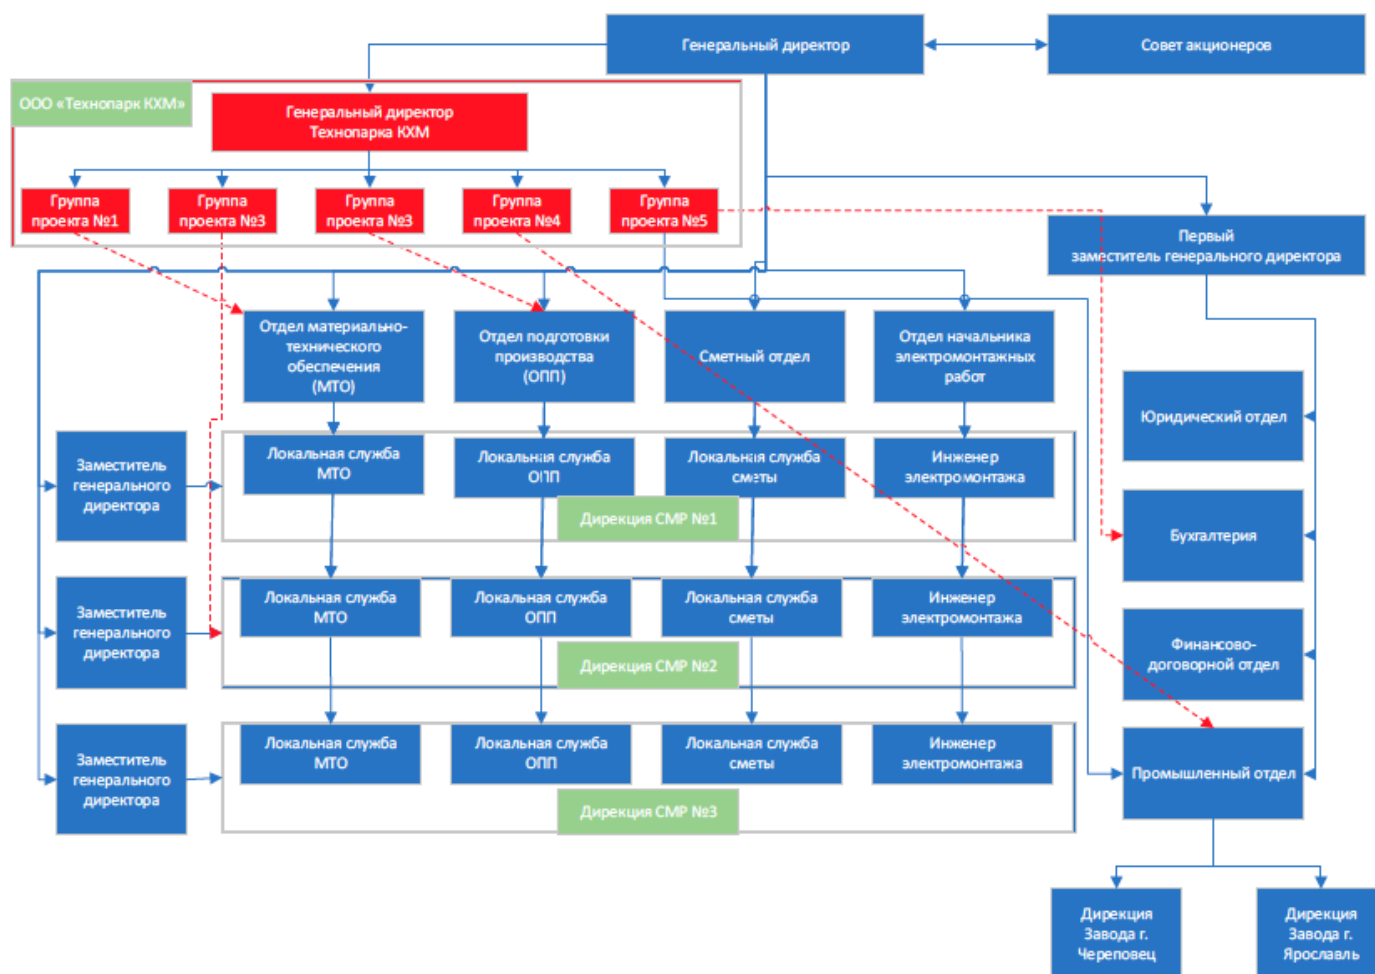 Генеральный директор
Совет акционеров
ООО «Технопарк КХМ»
Генеральный директор
Технопарка КХМ
Группа
проекта №1
Группа
проекта №3
Группа
проекта №3
Группа
проекта №4
Группа
проекта №5
Первый
заместитель генерального директора
Отдел материально-
технического
обеспечения
(МТО)
Отдел подготовки
производства
(ОПП)
Сметный отдел
Отдел начальника
электромонтажных
работ
Юридический отдел
Заместитель
генерального
директора
Локальная служба
МТО
Локальная служба
ОПП
Локальная служба
сметы
Инженер
электромонтажа
Дирекция СМР №1
Бухгалтерия
Заместитель
генерального
директора
Локальная служба
МТО
Локальная служба
ОПП
Локальная служба
сметы
Инженер
электромонтажа
Дирекция СМР №2
Финансово-
договорной отдел
Заместитель
генерального
директора
Локальная служба
МТО
Локальная служба
ОПП
Локальная служба
сметы
Инженер
электромонтажа
Дирекция СМР №3
Промышленный отдел
Дирекция
Завода г.
Череповец
Дирекция
Завода г.
Ярославль